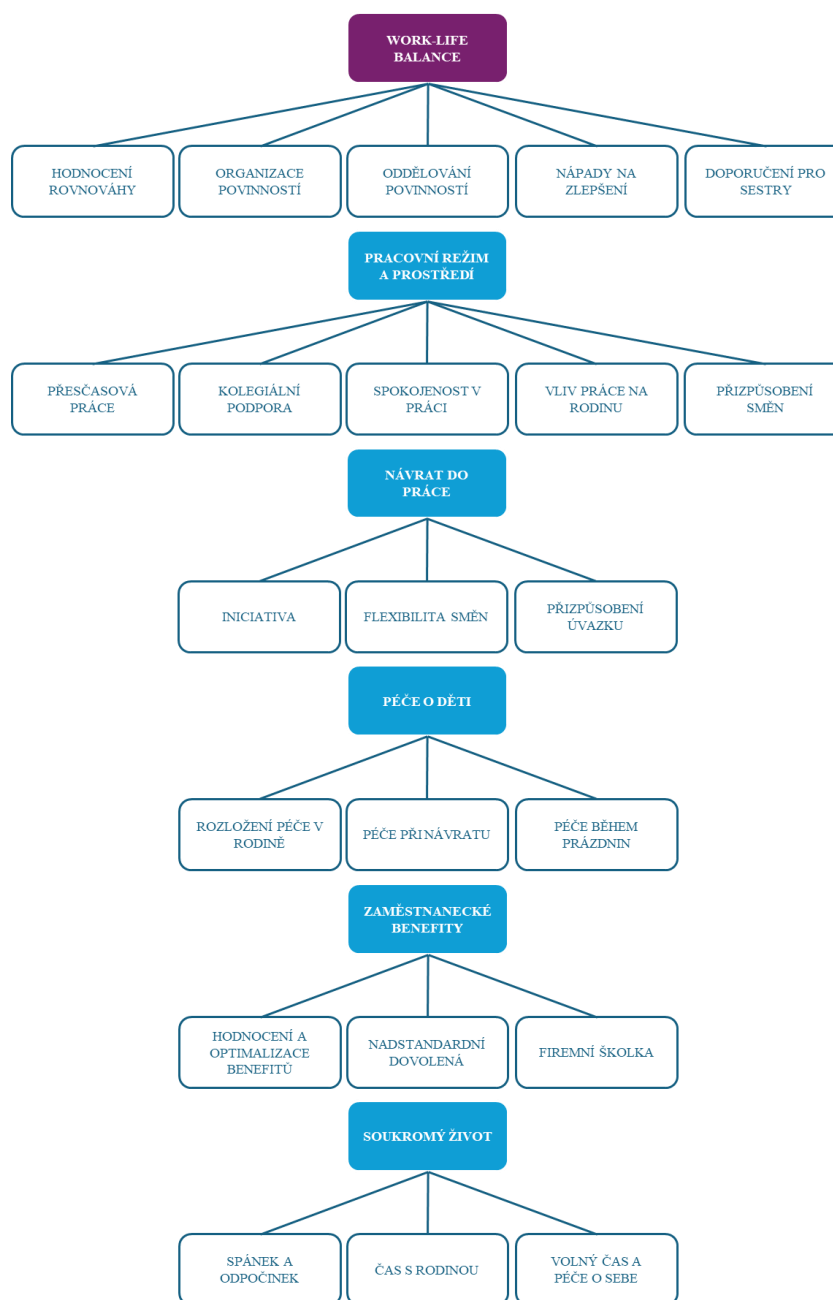 WORK-LIFE
BALANCE
HODNOCENÍ
ROVNOVÁHY
ORGANIZACE
POVINNOSTÍ
ODDĚLOVÁNÍ
POVINNOSTÍ
NÁPADY NA
ZLEPŠENÍ
DOPORUČENÍ PRO
SESTRY
PRACOVNÍ REŽIM
A PROSTŘEDÍ
PŘESČASOVÁ
PRÁCE
KOLEGIÁLNÍ
PODPORA
SPOKOJENOST V
PRÁCI
VLIV PRÁCE NA
RODINU
PŘIZPŮSOBENÍ
SMĚN
NÁVRAT DO
PRÁCE
INICIATIVA
FLEXIBILITA SMĚN
PŘIZPŮSOBENÍ
ÚVAZKU
PÉČE O DĚTI
ROZLOŽENÍ PÉČE V
RODINĚ
PÉČE PŘI NÁVRATU
PÉČE BĚHEM
PRÁZDNIN
ZAMĚSTNANECKÉ
BENEFITY
HODNOCENÍ A
OPTIMALIZACE
BENEFITŮ
NADSTANDARDNÍ
DOVOLENÁ
FIREMNÍ ŠKOLKA
SOUKROMÝ ŽIVOT
SPÁNEK A
ODPOČINEK
ČAS S RODINOU
VOLNÝ ČAS A
PÉČE O SEBE